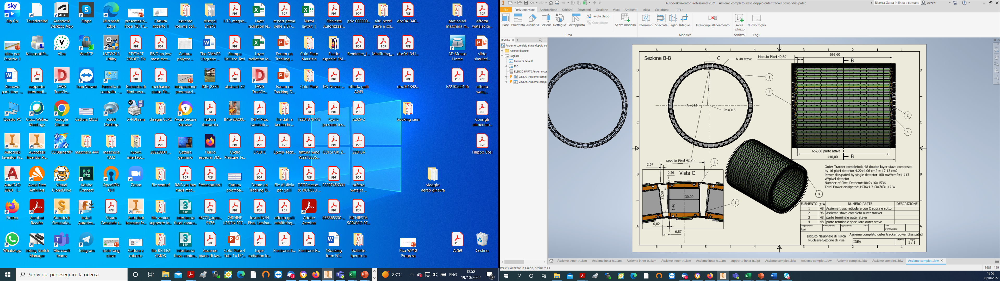 Sky Go
Thunderbird
Autodesk Desktop App
Skype
Microsoft Edge
presentazio... fbosi RD_FC...
Cattura roberto 1
assieme volume col...
disegni LN2P3
HTS_magne...
Layer radiation le...
report prova belle 2 07-...
Nuovi layout_1
Richiesta Autorizzazi...
pdv-000000...
altri pezzi stave e col...
doc041340...
particolari maschera m...
offerta watajet ce...
slide per Fabrizio 1
MicrosoftPr...
Vibe
WinSCP
LMTOOLS Utility
STYCAST 2850FT-EN
R&D on low mass mec...
Cattura polytec ...
The DMAPS Upgrade ...
Stampa Utilizzo Taxi
Layer radiation le...
Forum on Tracking ...
Cold Plate Maurizio
Fluido especial 3M...
Reminder_L...
Minifitting_...
doc041341...
3D Mouse Home
slide simulati...
Rinnovo part-time -...
supporto intermedi...
DWG TrueVie...
TeamViewer
Pannello di controllo - ...
Richiesta di Rimborso...
mechanics status Pis...
integrazione presentazi...
IMG_2879
abstract-32
DWG TrueVie...
Forum on Tracking D...
Cold Plate
DS-Novec-...
offerta galli A269
doc041342...
F2210560146
offerta wataj...
Questo PC
Cisco Webex Meetings
Google Chrome
Cattura M55J
A360 Desktop
X-PDFsam
disegni CEPC
Avast Secure Browser
fattura iberdrola
IMG-20200...
INFN Pisa, Laminati ...
file dati a bedeschi ...
F2204379773
Cyclic pressure tes...
A269-2
booking cern
Consigli alimentari...
Autodesk Inventor Pr...
Autodesk Inventor Pr...
CDBurnerXP
maschera 444
maschera 1332
nuovo interfacc...
20220901_...
Cattura gennaro
Fluido especial 3M...
Cyclic Pressure Te...
EP30TC
Epoxy-Tech...
fattura wind W2213335...
GDFSFOX_2...
220134
Filippo Bosi
AutoCAD 2020 - I...
Avast Free Antivirus
Virtual CloneDrive
Adobe Connect
OpenVPN GUI
Zoom
file venturi
R&D on low mass mec...
Presentation1
Cattura pocofoa...
Forum on Tracking D...
file di silvia per galli
DDTEmesso... & MORELLI ...
F2207456301
offerta watajet ...
viaggio aereo ginevra
Firefox
Acrobat Reader
Autodesk Simulatio...
Install Autodes...
Visura Catastale t...
Autodesk Inventor Pr...
file venturi supporto in...
Interfaccia flussi contra...
46772_signe... 9176
ORDINE LOSON FCC ...
loson INFN Pisa, Lamina...
offerta galli minifitting...
Adobe Acrobat
058365330-...
RICHIESTA SGRAVIO PE...
WhatsApp
Inkling Sketch Manager
Microsoft Teams
Telegram
slide long stave
Cattura x roberto
file BELLE2 CMOS
Interfaccia flussi contra...
Assieme piano di lav...
Cold Plate 4 Tubi T=15°...
Layer radiation le...
ElectronicTi...
ElectronicR...
1Booking form FC...
bollette iperdrola
Pisa WP10 Progress
A269
Cestino
Scrivi qui per eseguire la ricerca
23°C
ENG
13:58
19/10/2022
3
Autodesk Inventor Professional 2021 Assieme completo stave doppio outer tracker power dissipated
Ricerca Guida in linea e comand
Accedi
File Posiziona viste Annotazione Schizzo Strumenti Gestione Vista Ambienti Inizia Collabora
Base Proiettata Ausiliaria Sezione Dettaglio Sovrapposta
Tavola chiodi
Connettore
Senza modello
Interrompi Spaccata Taglio Ritaglio
Interrompi allineamento
Avvia schizzo
Nuovo foglio
Crea
Modifica
Schizzo
Fogli
Modello
Assieme completo stave doppio ou
Risorse disegno
Foglio:1
Bordo di default
ISO
ELENCO PARTI:Assieme cor
VISTA1:Assieme compl
VISTA5:Assieme comple
6 5 4 3 2 1
Sezione B-B
C
N.48 stave
Modulo Pixel 40,60
693,60
B
D
D
1
3
Ri=185
Re=315
2
4
C
C
652,60 parte attiva
740,00
B
Modulo Pixel 42,20
2
2,67
0,26
Vista C
23,50
30,00
1,46
1
0,82
6,87
4
B
B
Outer Tracker completo:N.48 double layer stave composed
by 16 pixel detector 4.22x4.06 cm2 = 17.13 cm2.
Power dissipated by single detector 100 mW/cm2=1.713
W/pixel detector
Number of Pixel Detector:48x2x16=1536
Total Power dissipated:1536x1.713=2631.17 W
ELEMENTO QTÀ NUMERO PARTE DESCRIZIONE
1 48 Assieme truss reticolare con C sopra e sotto
2 96 Assieme stave completo outer tracker
3 48 parte terminale outer stave
4 48 parte terminale speculare outer stave
A
A
Progettato da
fbosi
Controllato da
Approvato da
Data
Data
23/09/2022
Istituto Nazionale di Fisica
Nucleare-Sezione di Pisa
Assieme completo outer tracker power dissipated
IDEA
Edizione
Foglio
1 / 1
6 5 4 3 2 1
Assieme inner tr...iam
Assieme inner tr...iam
Assieme inner tr...iam
Assieme Inner tr...iam
Assieme inner tr...iam
supporto inner tr...ipt
Assieme complet...idw
Assieme complet...idw
Assieme complet...idw
Assieme complet...idw
Assieme complet...idw
Per visualizzare la Guida, premere F1
8688 159
13:58
19/10/2022